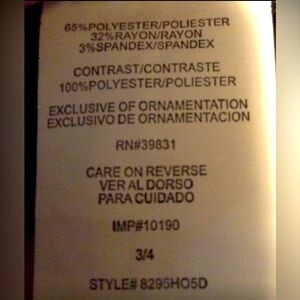 65%POLYESTER/POLIESTER
32%RAYON/RAYON
3%SPANDEX/SPANDEX
CONTRAST/CONTRASTE
100%POLYESTER/POLIESTER
EXCLUSIVE OF ORNAMENTATION
EXCLUSIVO DE ORNAMENTACION
RN#39831
CARE ON REVERSE
VER AL DORSO
PARA CUIDADO
IMP#10190
3/4
STYLE# 8295HO5D